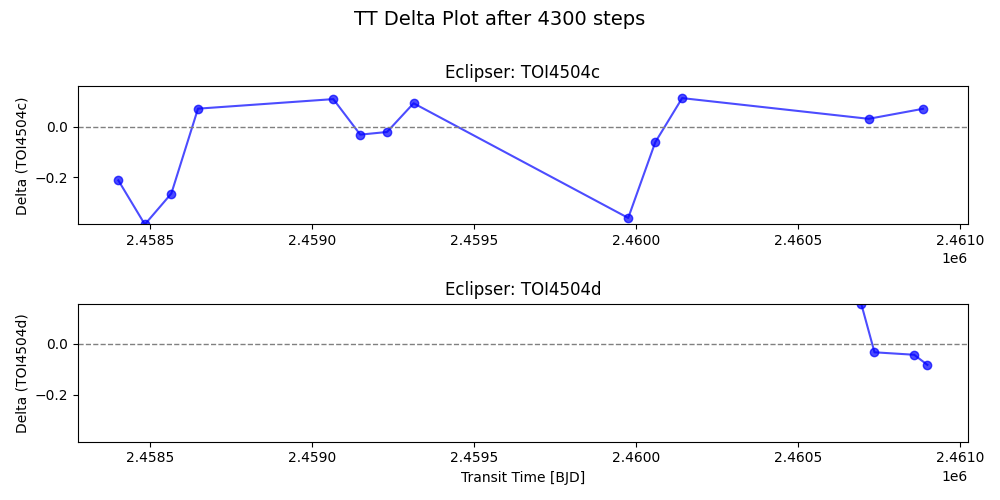 TT Delta Plot after 4300 steps
Eclipser: TOI4504c
Delta (TOI4504c)
0.0
−0.2
2.4585 2.4590 2.4595 2.4600 2.4605 2.4610
1e6
Eclipser: TOI4504d
Delta (TOI4504d)
0.0
−0.2
2.4585 2.4590 2.4595 2.4600 2.4605 2.4610
1e6
Transit Time [BJD]